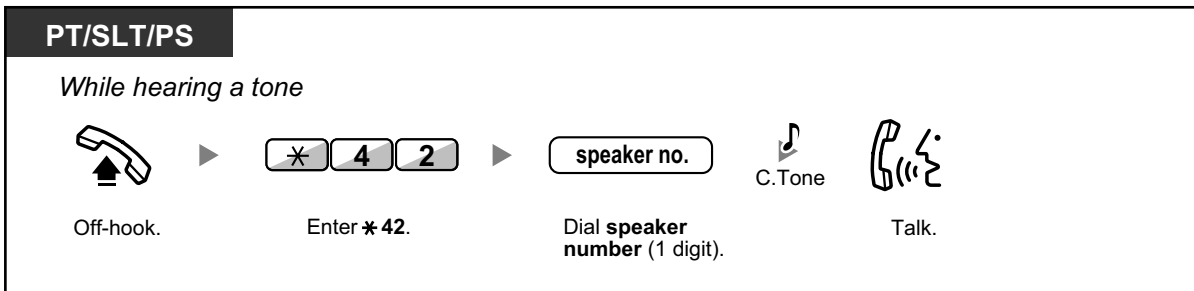 PT/SLT/PS
While hearing a tone
* 4 2
speaker no.
C.Tone
Off-hook.
Enter * 42.
Dial speaker
number (1 digit).
Talk.